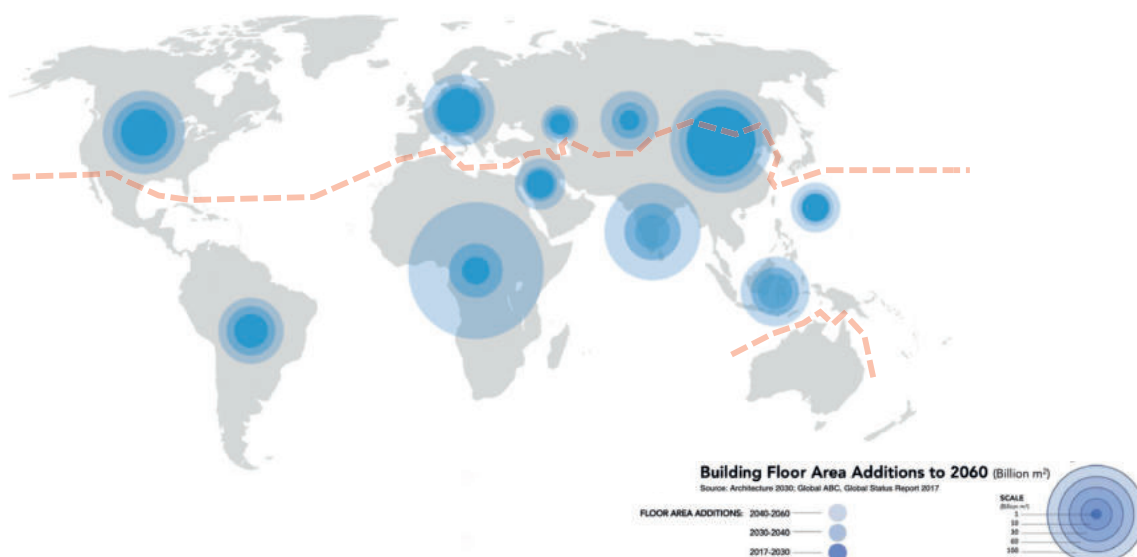 Building Floor Area Additions to 2060 (Billion m²)
Source: Architecture 2030; Global ABC, Global Status Report 2017
FLOOR AREA ADDITIONS: 2040-2060
2030-2040
2017-2030
SCALE
(Billion m²)
1
10
30
60
100